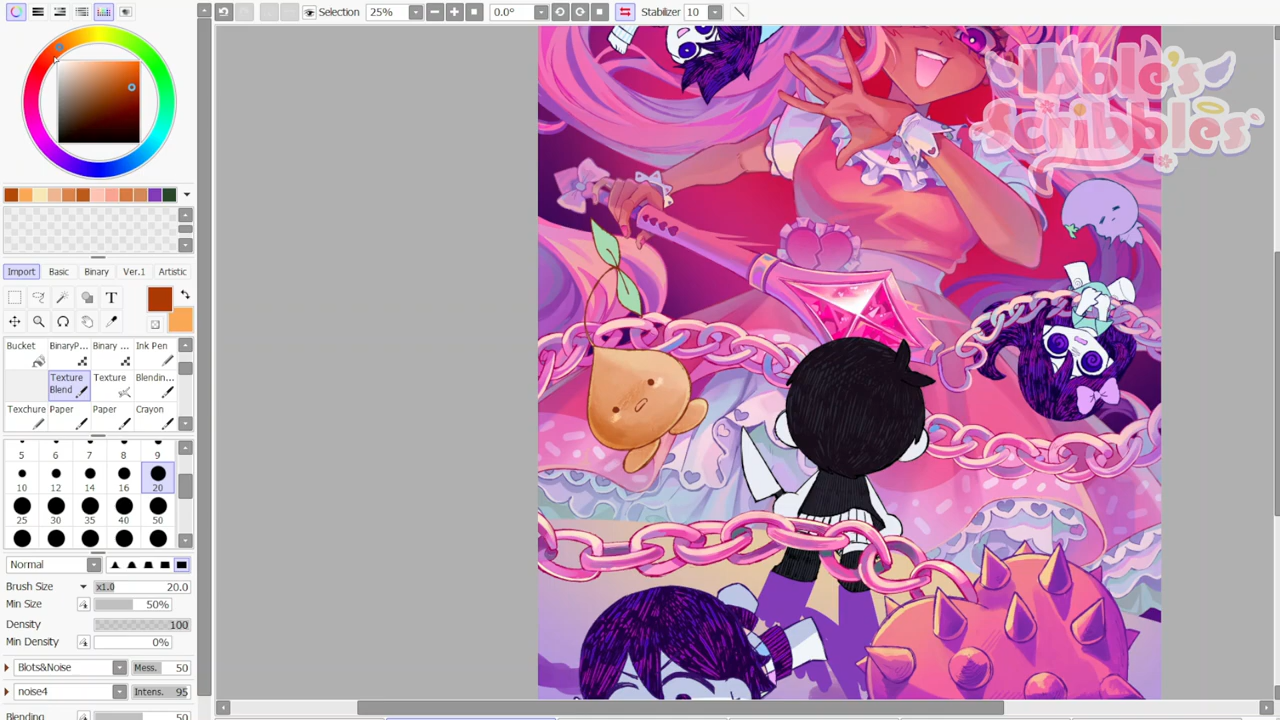 Selection 25% 0.0° Stabilizer 10
Ibble's
Scribbles
Import Basic Binary Ver.1 Artistic
T
Bucket BinaryP... Binary ... Ink Pen
Texture Blend Texture Blendin...
Texchure Paper Paper Crayon
5 6 7 8 9
10 12 14 16 20
25 30 35 40 50
Normal
Brush Size x1.0 20.0
Min Size 50%
Density 100
Min Density 0%
Blots&Noise Mess. 50
noise4 Intens. 95
Blending 50